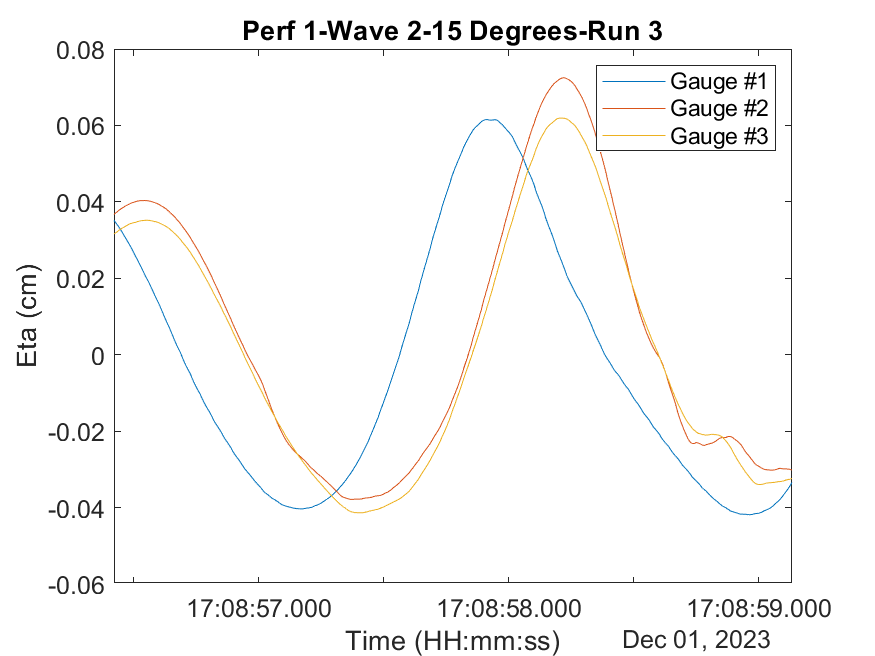 Perf 1-Wave 2-15 Degrees-Run 3
0.08
0.06
0.04
0.02
0
-0.02
-0.04
-0.06
Eta (cm)
Gauge #1
Gauge #2
Gauge #3
17:08:57.000
17:08:58.000
17:08:59.000
Time (HH:mm:ss)
Dec 01, 2023